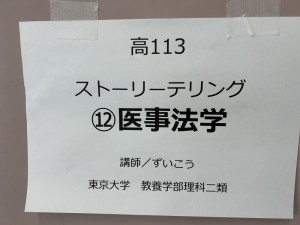 高113
ストーリーテリング
⑫医事法学
講師／ずいこう
東京大学　教養学部理科二類